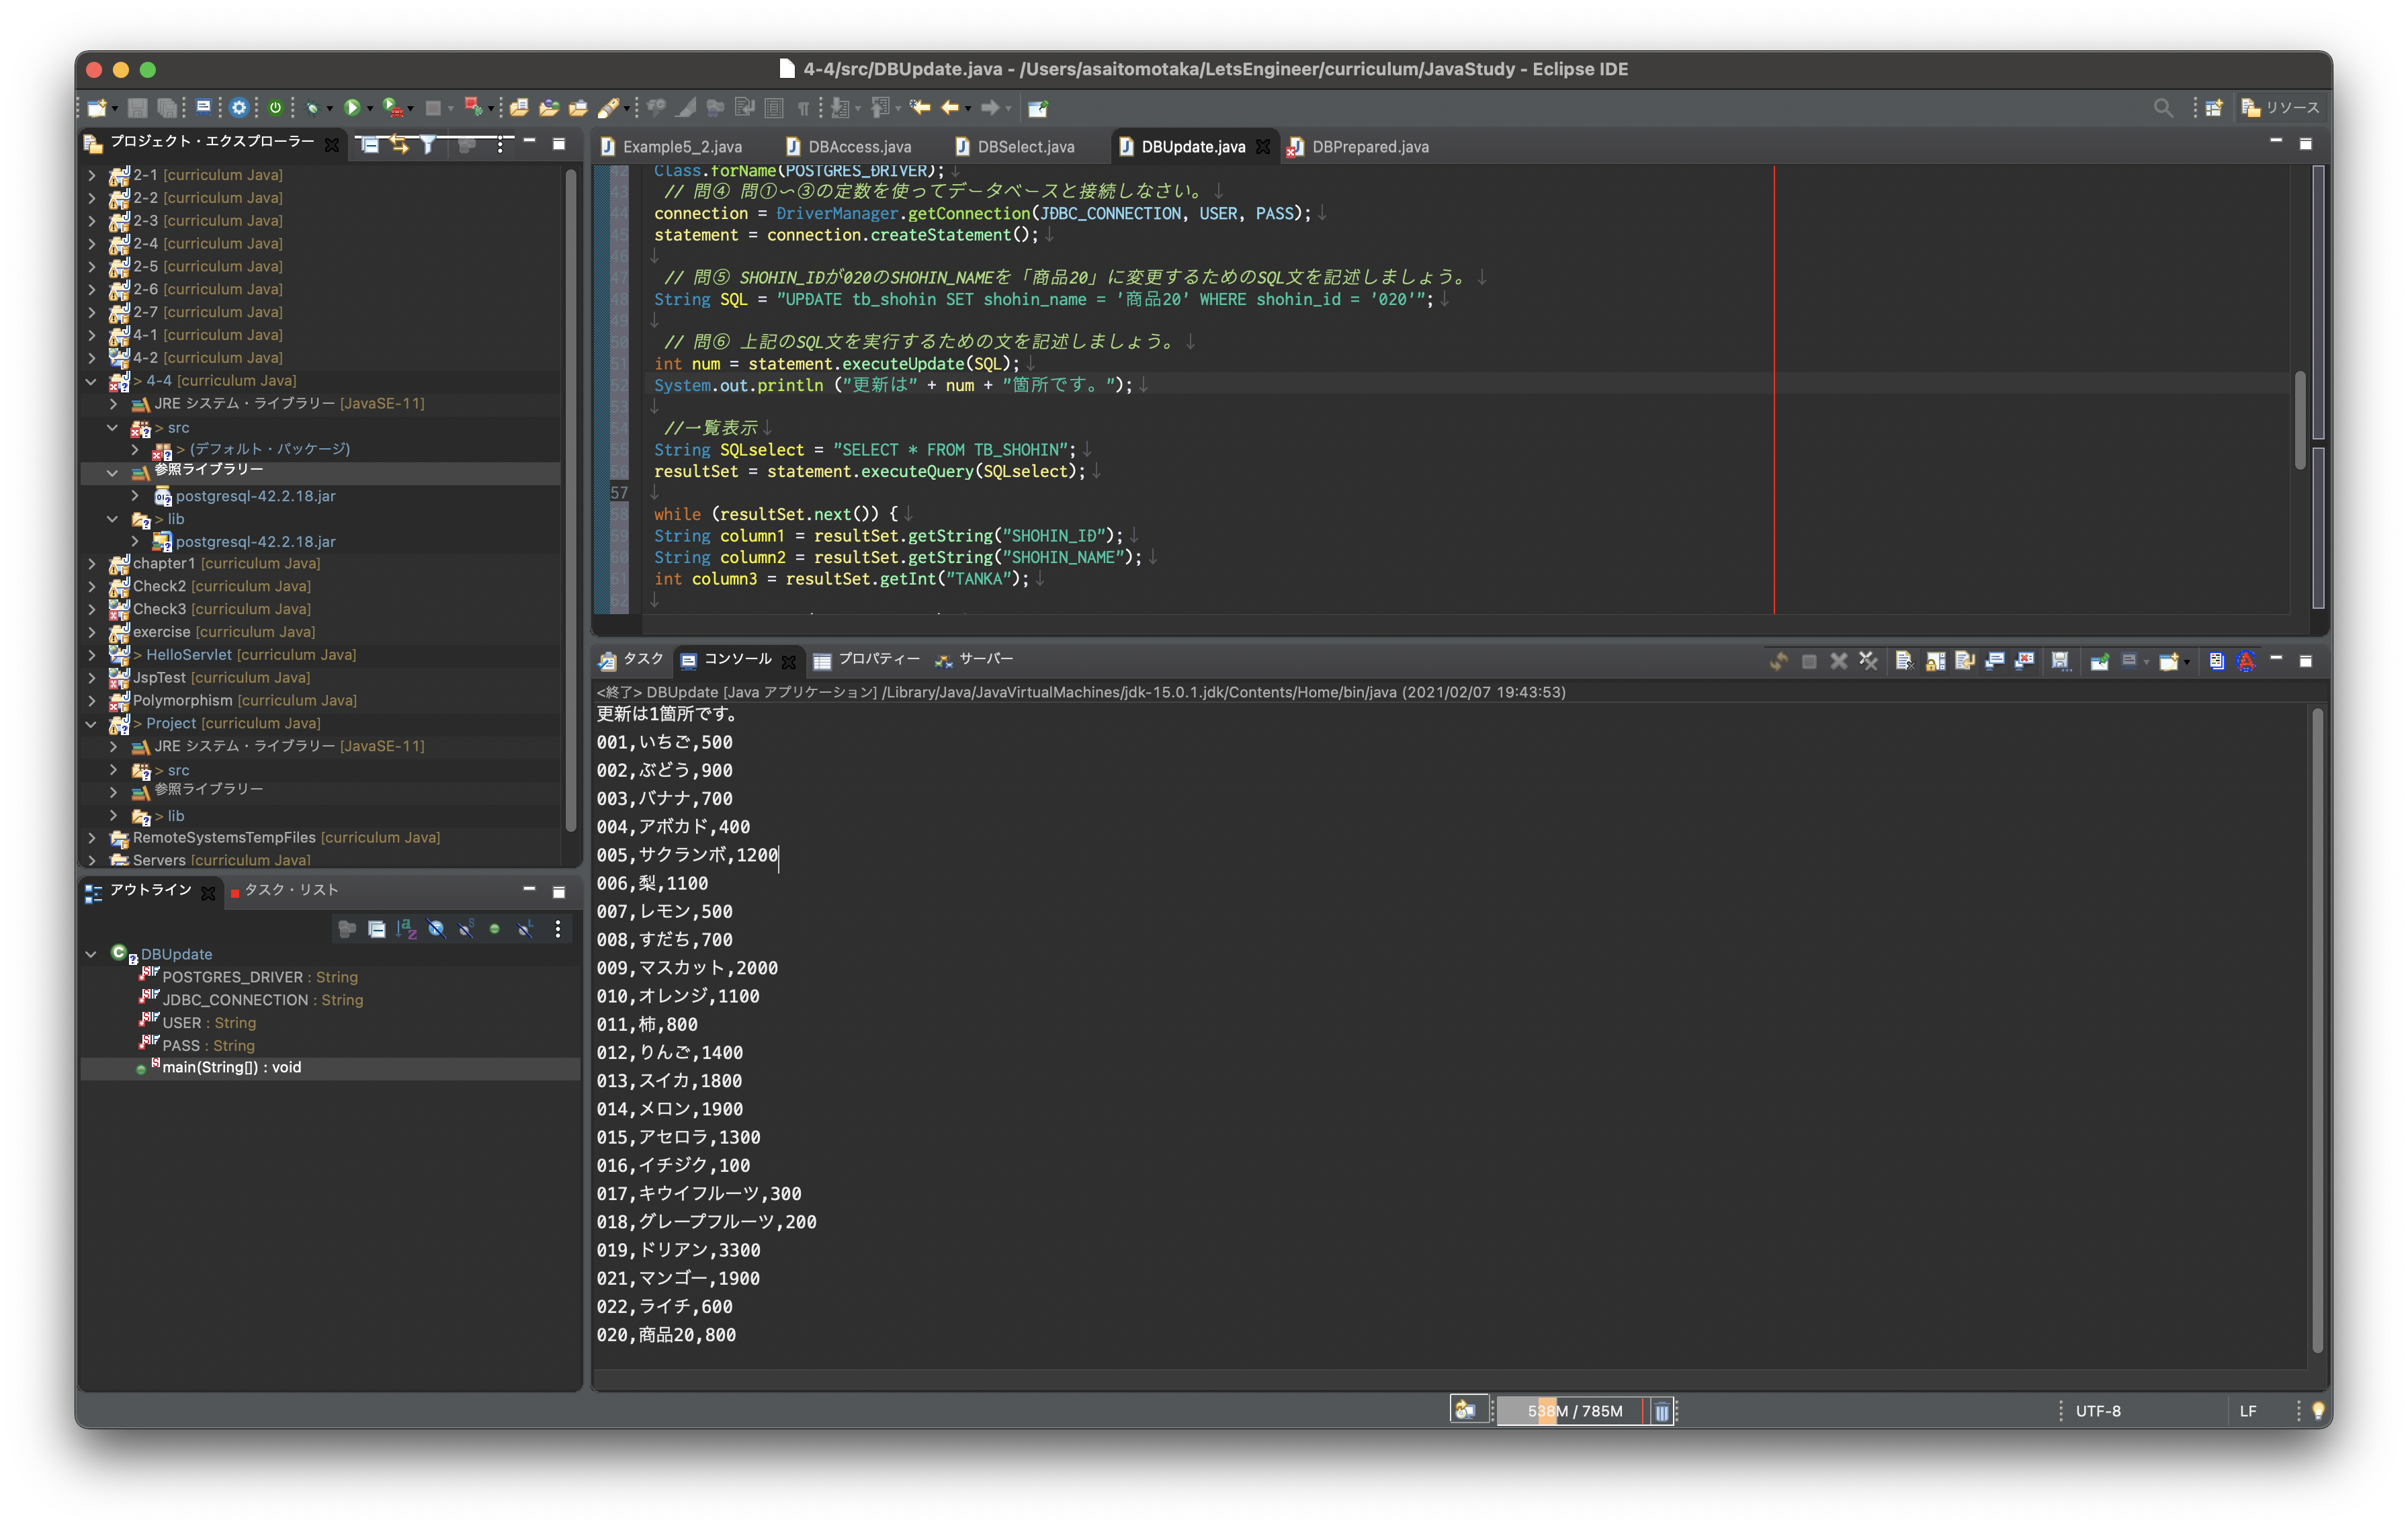 4-4/src/DBUpdate.java - /Users/asaitomotaka/LetsEngineer/curriculum/JavaStudy - Eclipse IDE
リソース
プロジェクト・エクスプローラー
2-1 [curriculum Java]
2-2 [curriculum Java]
2-3 [curriculum Java]
2-4 [curriculum Java]
2-5 [curriculum Java]
2-6 [curriculum Java]
2-7 [curriculum Java]
4-1 [curriculum Java]
4-2 [curriculum Java]
> 4-4 [curriculum Java]
JRE システム・ライブラリー [JavaSE-11]
> src
> (デフォルト・パッケージ)
参照ライブラリー
postgresql-42.2.18.jar
> lib
postgresql-42.2.18.jar
chapter1 [curriculum Java]
Check2 [curriculum Java]
Check3 [curriculum Java]
exercise [curriculum Java]
> HelloServlet [curriculum Java]
JspTest [curriculum Java]
Polymorphism [curriculum Java]
> Project [curriculum Java]
JRE システム・ライブラリー [JavaSE-11]
> src
参照ライブラリー
> lib
RemoteSystemsTempFiles [curriculum Java]
Servers [curriculum Java]
アウトライン タスク・リスト
DBUpdate
POSTGRES_DRIVER : String
JDBC_CONNECTION : String
USER : String
PASS : String
main(String[]) : void
Example5_2.java DBAccess.java DBSelect.java DBUpdate.java DBPrepared.java
42 Class.forName(POSTGRES_DRIVER);↓
43 // 問④ 問①〜③の定数を使ってデータベースと接続しなさい。↓
44 connection = DriverManager.getConnection(JDBC_CONNECTION, USER, PASS);↓
45 statement = connection.createStatement();↓
46 ↓
47 // 問⑤ SHOHIN_IDが020のSHOHIN_NAMEを「商品20」に変更するためのSQL文を記述しましょう。↓
48 String SQL = "UPDATE tb_shohin SET shohin_name = '商品20' WHERE shohin_id = '020'";↓
49 ↓
50 // 問⑥ 上記のSQL文を実行するための文を記述しましょう。↓
51 int num = statement.executeUpdate(SQL);↓
52 System.out.println ("更新は" + num + "箇所です。");↓
53 ↓
54 //一覧表示↓
55 String SQLselect = "SELECT * FROM TB_SHOHIN";↓
56 resultSet = statement.executeQuery(SQLselect);↓
57 ↓
58 while (resultSet.next()) {↓
59 String column1 = resultSet.getString("SHOHIN_ID");↓
60 String column2 = resultSet.getString("SHOHIN_NAME");↓
61 int column3 = resultSet.getInt("TANKA");↓
62 ↓
タスク コンソール プロパティー サーバー
<終了> DBUpdate [Java アプリケーション] /Library/Java/JavaVirtualMachines/jdk-15.0.1.jdk/Contents/Home/bin/java (2021/02/07 19:43:53)
更新は1箇所です。
001,いちご,500
002,ぶどう,900
003,バナナ,700
004,アボカド,400
005,サクランボ,1200
006,梨,1100
007,レモン,500
008,すだち,700
009,マスカット,2000
010,オレンジ,1100
011,柿,800
012,りんご,1400
013,スイカ,1800
014,メロン,1900
015,アセロラ,1300
016,イチジク,100
017,キウイフルーツ,300
018,グレープフルーツ,200
019,ドリアン,3300
021,マンゴー,1900
022,ライチ,600
020,商品20,800
538M / 785M
UTF-8
LF